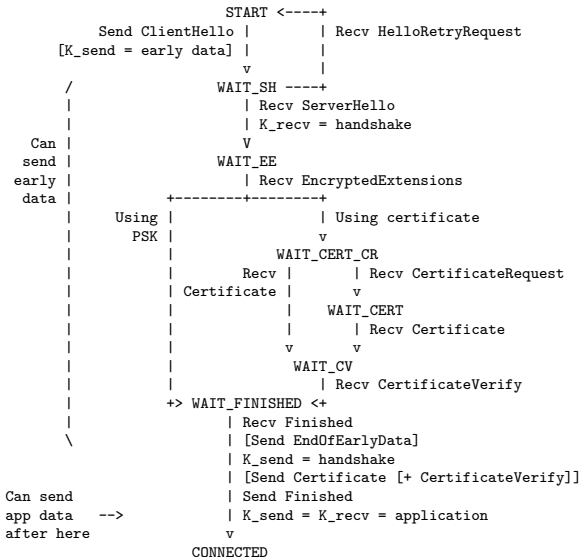 START <----+
               Send ClientHello |        | Recv HelloRetryRequest
          [K_send = early data] |        |
                                v        |
           /                 WAIT_SH ----+
           |                    | Recv ServerHello
           |                    | K_recv = handshake
       Can |                    V
      send |                 WAIT_EE
     early |                    | Recv EncryptedExtensions
      data |           +--------+--------+
           |     Using |                 | Using certificate
           |       PSK |                 v
           |           |            WAIT_CERT_CR
           |           |        Recv |       | Recv CertificateRequest
           |           | Certificate |       v
           |           |             |    WAIT_CERT
           |           |             |       | Recv Certificate
           |           |             v       v
           |           |              WAIT_CV
           |           |                 | Recv CertificateVerify
           |           +> WAIT_FINISHED <+
           |                  | Recv Finished
           \                  | [Send EndOfEarlyData]
                              | K_send = handshake
                              | [Send Certificate [+ CertificateVerify]]
    Can send                  | Send Finished
    app data   -->            | K_send = K_recv = application
    after here                v
                          CONNECTED